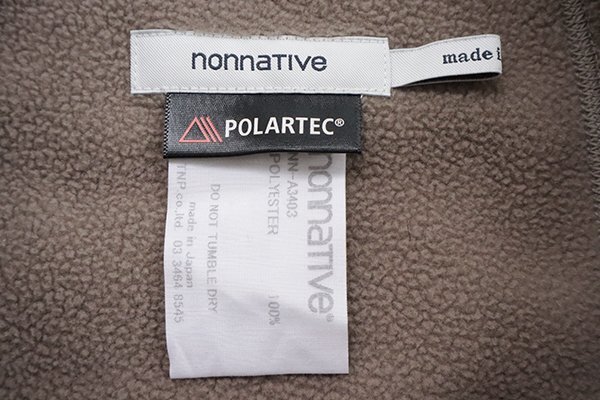 nonnative
made i
POLARTEC®
nonnative®
NN-A3403
POLYESTER 100%
DO NOT TUMBLE DRY
made in Japan
TNP.co,ltd. 03 3464 8545